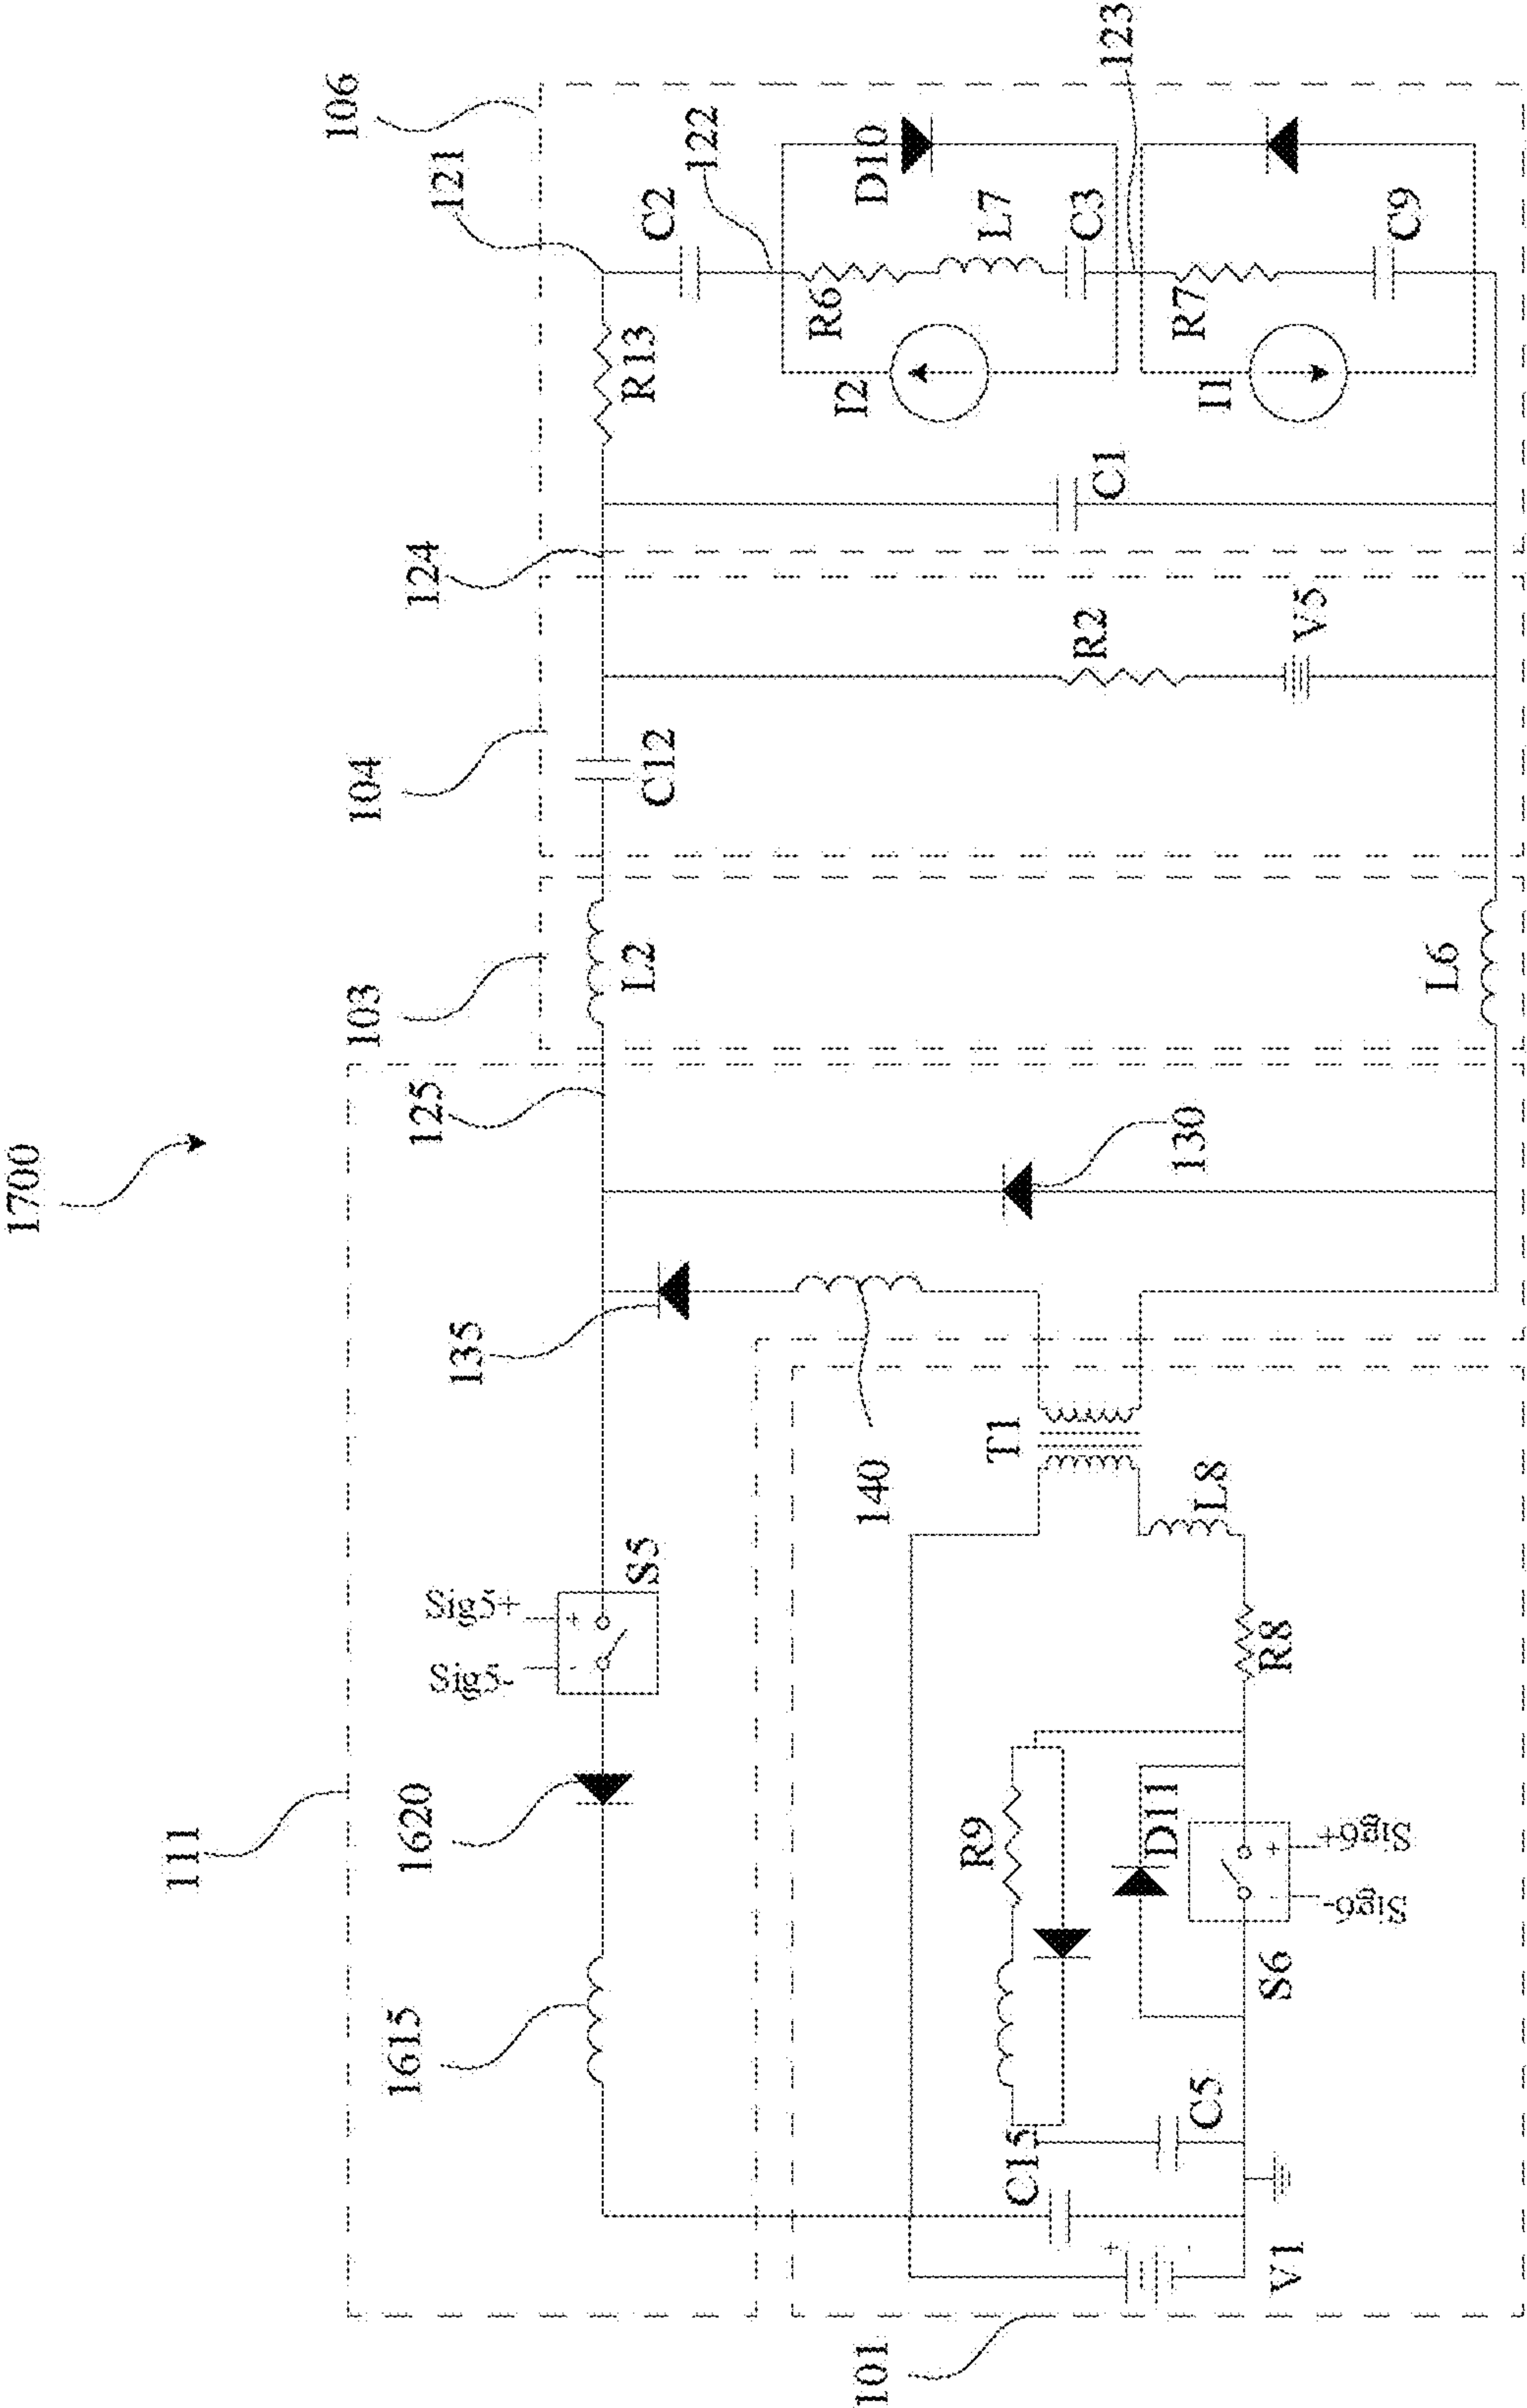 1700
111
101
1615
1620
Sig5-
Sig5+
S5
135
140
125
130
103
L2
L6
104
C12
R2
V5
124
106
121
R13
C2
122
D10
R6
L7
C3
I2
123
R7
C9
I1
C1
V1
C15
C5
R9
D11
S6
Sig6-
Sig6+
R8
L8
T1
+
-
+
-
+
-